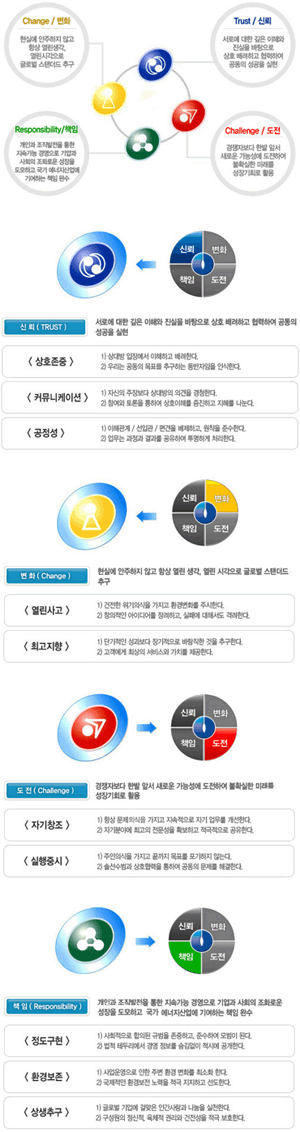 Change / 변화
현실에 안주하지 않고
항상 열린생각,
열린시각으로
글로벌 스탠더드 추구
Trust / 신뢰
서로에 대한 깊은 이해와
진실을 바탕으로
상호 배려하고 협력하여
공동의 성공을 실현
Responsibility/책임
개인과 조직발전을 통한
지속가능 경영으로 기업과
사회의 조화로운 성장을
도모하고 국가 에너지산업에
기여하는 책임 완수
Challenge / 도전
경쟁자보다 한발 앞서
새로운 가능성에 도전하여
불확실한 미래를
성장기회로 활용
신뢰 변화
책임 도전
신 뢰 ( TRUST )
서로에 대한 깊은 이해와 진실을 바탕으로 상호 배려하고 협력하여 공통의
성공을 실현
< 상호존중 >
1) 상대방 입장에서 이해하고 배려한다.
2) 우리는 공동의 목표를 추구하는 동반자임을 인식한다.
< 커뮤니케이션 >
1) 자신의 주장보다 상대방의 의견을 경청한다.
2) 참여와 토론을 통하여 상호이해를 증진하고 지혜를 나눈다.
< 공정성 >
1) 이해관계 / 선입관 / 편견을 배제하고, 원칙을 준수한다.
2) 업무는 과정과 결과를 공유하여 투명하게 처리한다.
신뢰 변화
책임 도전
변 화 ( Change )
현실에 안주하지 않고 항상 열린 생각, 열린 시각으로 글로벌 스탠더드
추구
< 열린사고 >
1) 건전한 위기의식을 가지고 환경변화를 주시한다.
2) 창의적인 아이디어를 장려하고, 실패에 대해서도 격려한다.
< 최고지향 >
1) 단기적인 성과보다 장기적으로 바람직한 것을 추구한다.
2) 고객에게 최상의 서비스와 가치를 제공한다.
신뢰 변화
책임 도전
도 전 ( Challenge )
경쟁자보다 한발 앞서 새로운 가능성에 도전하여 불확실한 미래를
성장기회로 활용
< 자기창조 >
1) 항상 문제의식을 가지고 지속적으로 자기 업무를 개선한다.
2) 자기분야에 최고의 전문성을 확보하고 적극적으로 공유한다.
< 실행중시 >
1) 주인의식을 가지고 끝까지 목표를 포기하지 않는다.
2) 솔선수범과 상호협력을 통하여 공동의 문제를 해결한다.
신뢰 변화
책임 도전
책 임 ( Responsibility )
개인과 조직발전을 통한 지속가능 경영으로 기업과 사회의 조화로운
성장을 도모하고 국가 에너지산업에 기여하는 책임 완수
< 정도구현 >
1) 사회적으로 합의된 규범을 존중하고, 준수하여 모범이 된다.
2) 법적 테두리에서 경영 정보를 숨김없이 적시에 공개한다.
< 환경보존 >
1) 사업운영으로 인한 주변 환경 변화를 최소화 한다.
2) 국제적인 환경보전 노력을 적극 지지하고 선도한다.
< 상생추구 >
1) 글로벌 기업에 걸맞은 인간사랑과 나눔을 실천한다.
2) 구성원의 정신적, 육체적 권리와 건전성을 적극 보호한다.